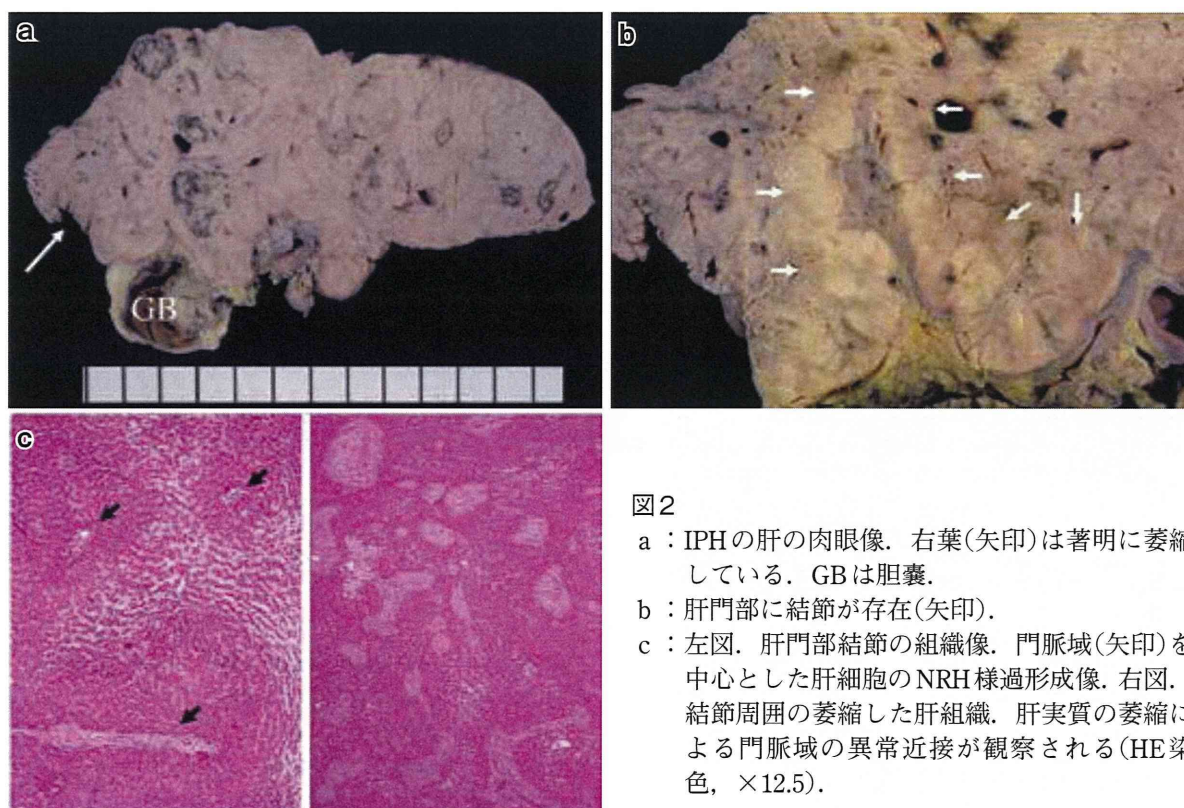 a
GB
b
c
図2
a：IPHの肝の肉眼像．右葉(矢印)は著明に萎縮
している．GBは胆囊．
b：肝門部に結節が存在(矢印)．
c：左図．肝門部結節の組織像．門脈域(矢印)を
中心とした肝細胞のNRH様過形成像．右図．
結節周囲の萎縮した肝組織．肝実質の萎縮に
よる門脈域の異常近接が観察される(HE染
色，×12.5)．